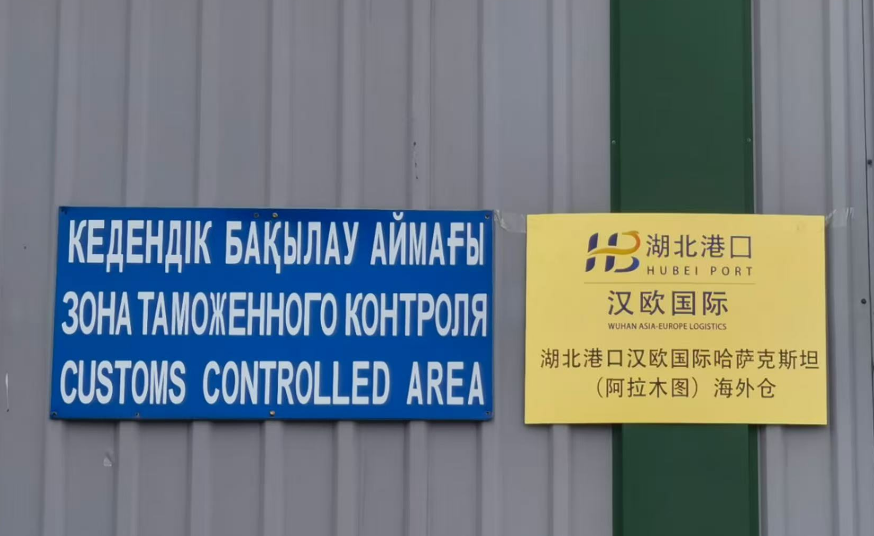 КЕДЕНДІК БАҚЫЛАУ АЙМАҒЫ
ЗОНА ТАМОЖЕННОГО КОНТРОЛЯ
CUSTOMS CONTROLLED AREA
HB 湖北港口
HUBEI PORT
汉欧国际
WUHAN ASIA-EUROPE LOGISTICS
湖北港口汉欧国际哈萨克斯坦
（阿拉木图）海外仓